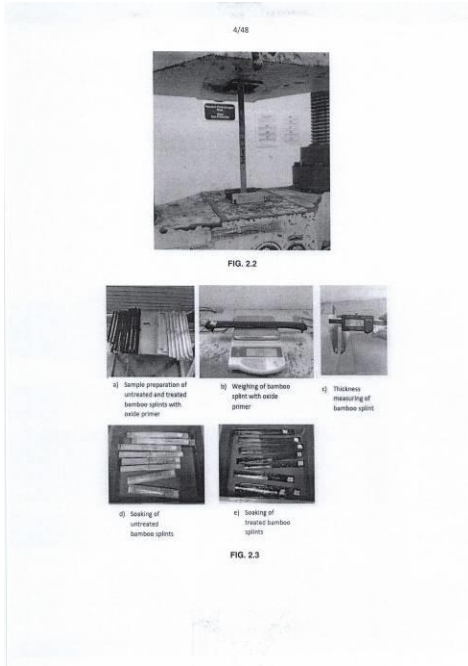 4/48
FIG. 2.2
a) Sample preparation of
untreated and treated
bamboo splints with
oxide primer
b) Weighing of bamboo
splint with oxide
primer
c) Thickness
measuring of
bamboo splint
d) Soaking of
untreated
bamboo splints
e) Soaking of
treated bamboo
splints
FIG. 2.3